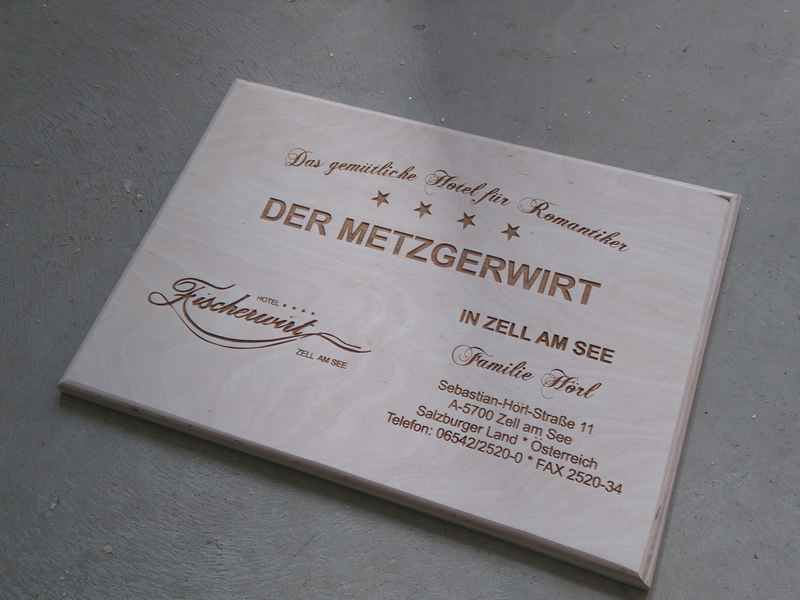 Das gemütliche Hotel für Romantiker
★ ★ ★ ★
DER METZGERWIRT
HOTEL ★★★★
Fischerwirt
ZELL AM SEE
IN ZELL AM SEE
Familie Hörl
Sebastian-Hörl-Straße 11
A-5700 Zell am See
Salzburger Land * Österreich
Telefon: 06542/2520-0 * FAX 2520-34